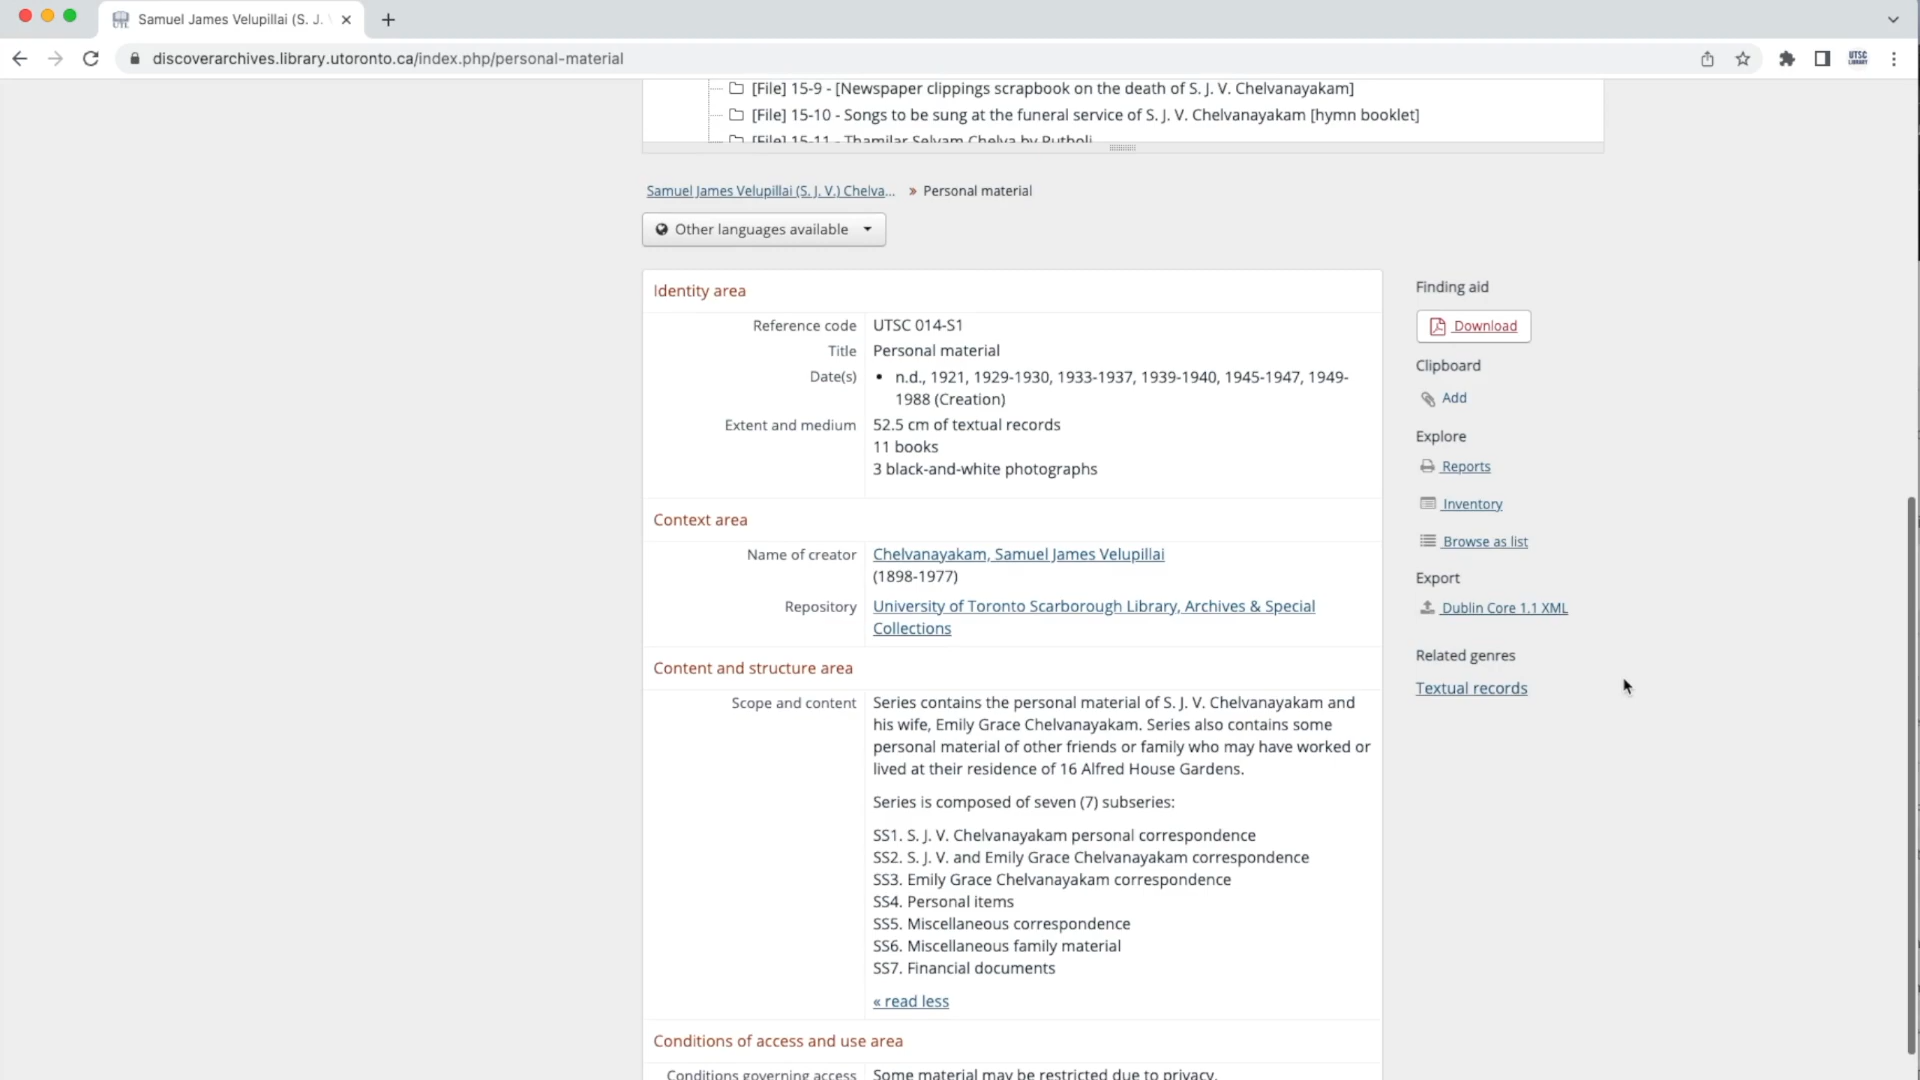 Samuel James Velupillai (S. J. V
discoverarchives.library.utoronto.ca/index.php/personal-material
UTSC
LIBRARY
[File] 15-9 - [Newspaper clippings scrapbook on the death of S. J. V. Chelvanayakam]
[File] 15-10 - Songs to be sung at the funeral service of S. J. V. Chelvanayakam [hymn booklet]
[File] 15-11 - Thamilar Selvam Chelva by Putholi
Samuel James Velupillai (S. J. V.) Chelva... » Personal material
Other languages available
Identity area
Reference code UTSC 014-S1
Title Personal material
Date(s) • n.d., 1921, 1929-1930, 1933-1937, 1939-1940, 1945-1947, 1949-
1988 (Creation)
Extent and medium 52.5 cm of textual records
11 books
3 black-and-white photographs
Context area
Name of creator Chelvanayakam, Samuel James Velupillai
(1898-1977)
Repository University of Toronto Scarborough Library, Archives & Special
Collections
Content and structure area
Scope and content Series contains the personal material of S. J. V. Chelvanayakam and
his wife, Emily Grace Chelvanayakam. Series also contains some
personal material of other friends or family who may have worked or
lived at their residence of 16 Alfred House Gardens.
Series is composed of seven (7) subseries:
SS1. S. J. V. Chelvanayakam personal correspondence
SS2. S. J. V. and Emily Grace Chelvanayakam correspondence
SS3. Emily Grace Chelvanayakam correspondence
SS4. Personal items
SS5. Miscellaneous correspondence
SS6. Miscellaneous family material
SS7. Financial documents
« read less
Conditions of access and use area
Conditions governing access Some material may be restricted due to privacy.
Finding aid
Download
Clipboard
Add
Explore
Reports
Inventory
Browse as list
Export
Dublin Core 1.1 XML
Related genres
Textual records